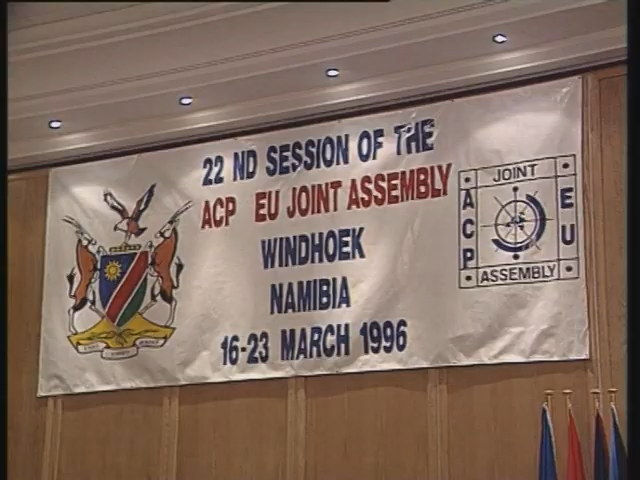 22 ND SESSION OF THE
ACP EU JOINT ASSEMBLY
WINDHOEK
NAMIBIA
16-23 MARCH 1996
JOINT
ACP
EU
ASSEMBLY